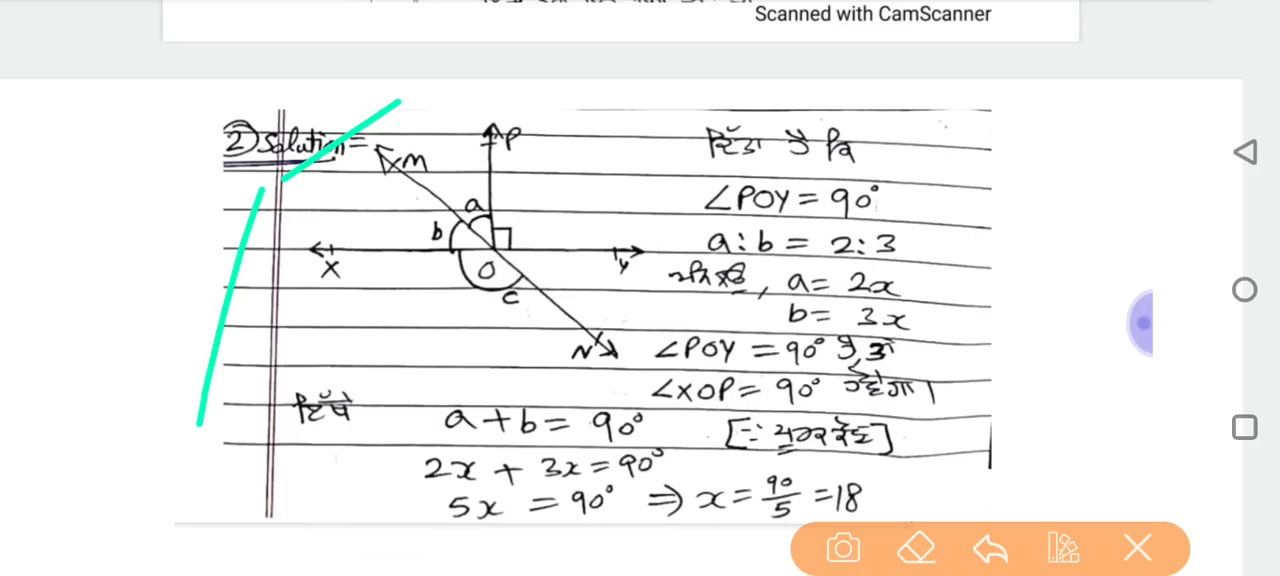 Scanned with CamScanner
2) Solution =
ਦਿੱਤਾ ਹੈ ਕਿ
P
M
a
b
X
O
Y
C
N
∠POY = 90°
a:b = 2:3
a = 2x
b = 3x
∠POY = 90° ਹੈ, ਤਾਂ
∠XOP = 90° ਹੋਵੇਗਾ।
ਇੱਥੇ
a + b = 90°
2x + 3x = 90°
5x = 90° ⇒ x = 90/5 = 18